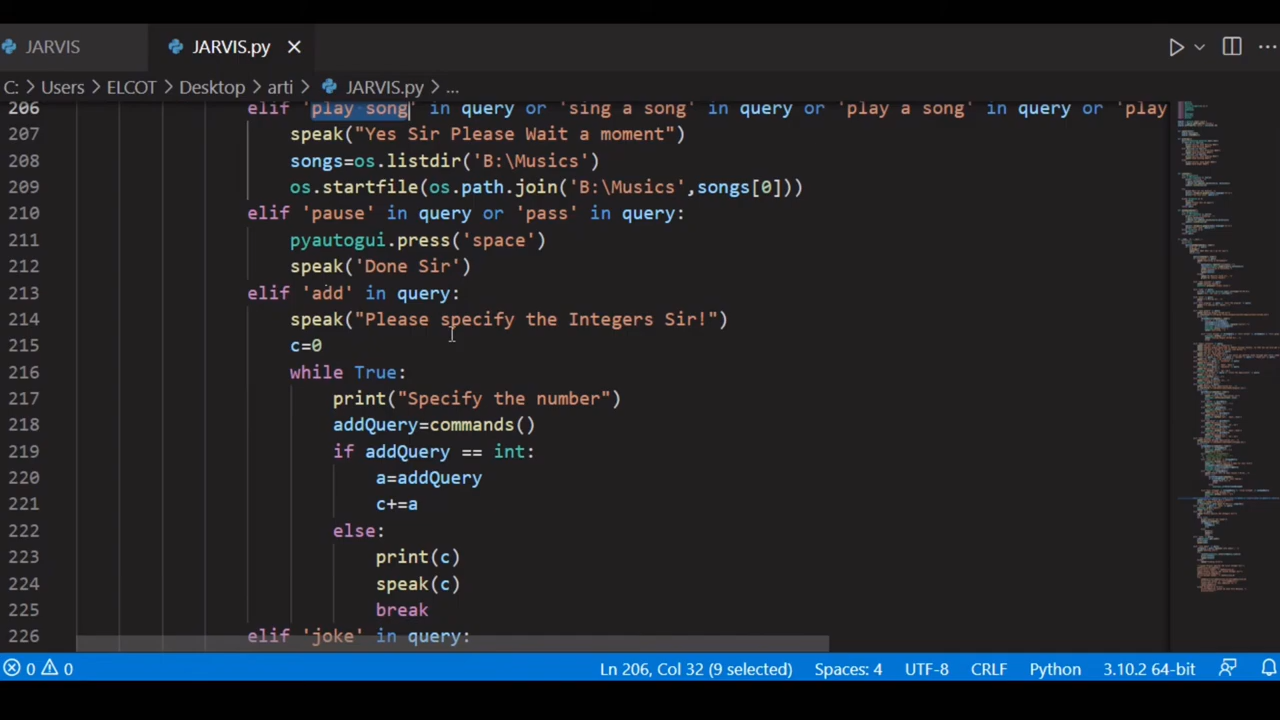 JARVIS JARVIS.py
C: > Users > ELCOT > Desktop > arti > JARVIS.py > ...
206 elif 'play song' in query or 'sing a song' in query or 'play a song' in query or 'play
207 speak("Yes Sir Please Wait a moment")
208 songs=os.listdir('B:\Musics')
209 os.startfile(os.path.join('B:\Musics',songs[0]))
210 elif 'pause' in query or 'pass' in query:
211 pyautogui.press('space')
212 speak('Done Sir')
213 elif 'add' in query:
214 speak("Please specify the Integers Sir!")
215 c=0
216 while True:
217 print("Specify the number")
218 addQuery=commands()
219 if addQuery == int:
220 a=addQuery
221 c+=a
222 else:
223 print(c)
224 speak(c)
225 break
226 elif 'joke' in query:
0 0 Ln 206, Col 32 (9 selected) Spaces: 4 UTF-8 CRLF Python 3.10.2 64-bit